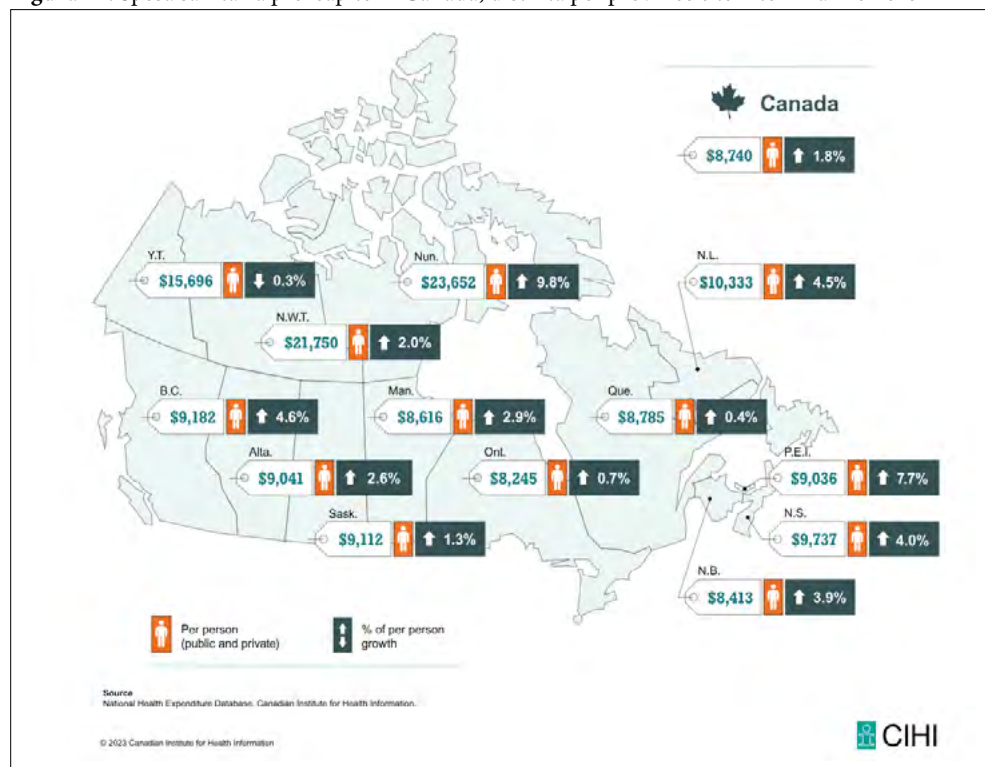 Canada
$8,740 1.8%
Y.T.
$15,696 0.3%
Nun.
$23,652 9.8%
N.L.
$10,333 4.5%
N.W.T.
$21,750 2.0%
B.C.
$9,182 4.6%
Man.
$8,616 2.9%
Que.
$8,785 0.4%
Alta.
$9,041 2.6%
Ont.
$8,245 0.7%
P.E.I.
$9,036 7.7%
Sask.
$9,112 1.3%
N.S.
$9,737 4.0%
N.B.
$8,413 3.9%
Per person
(public and private)
% of per person
growth
Source
National Health Expenditure Database, Canadian Institute for Health Information.
© 2023 Canadian Institute for Health Information
CIHI